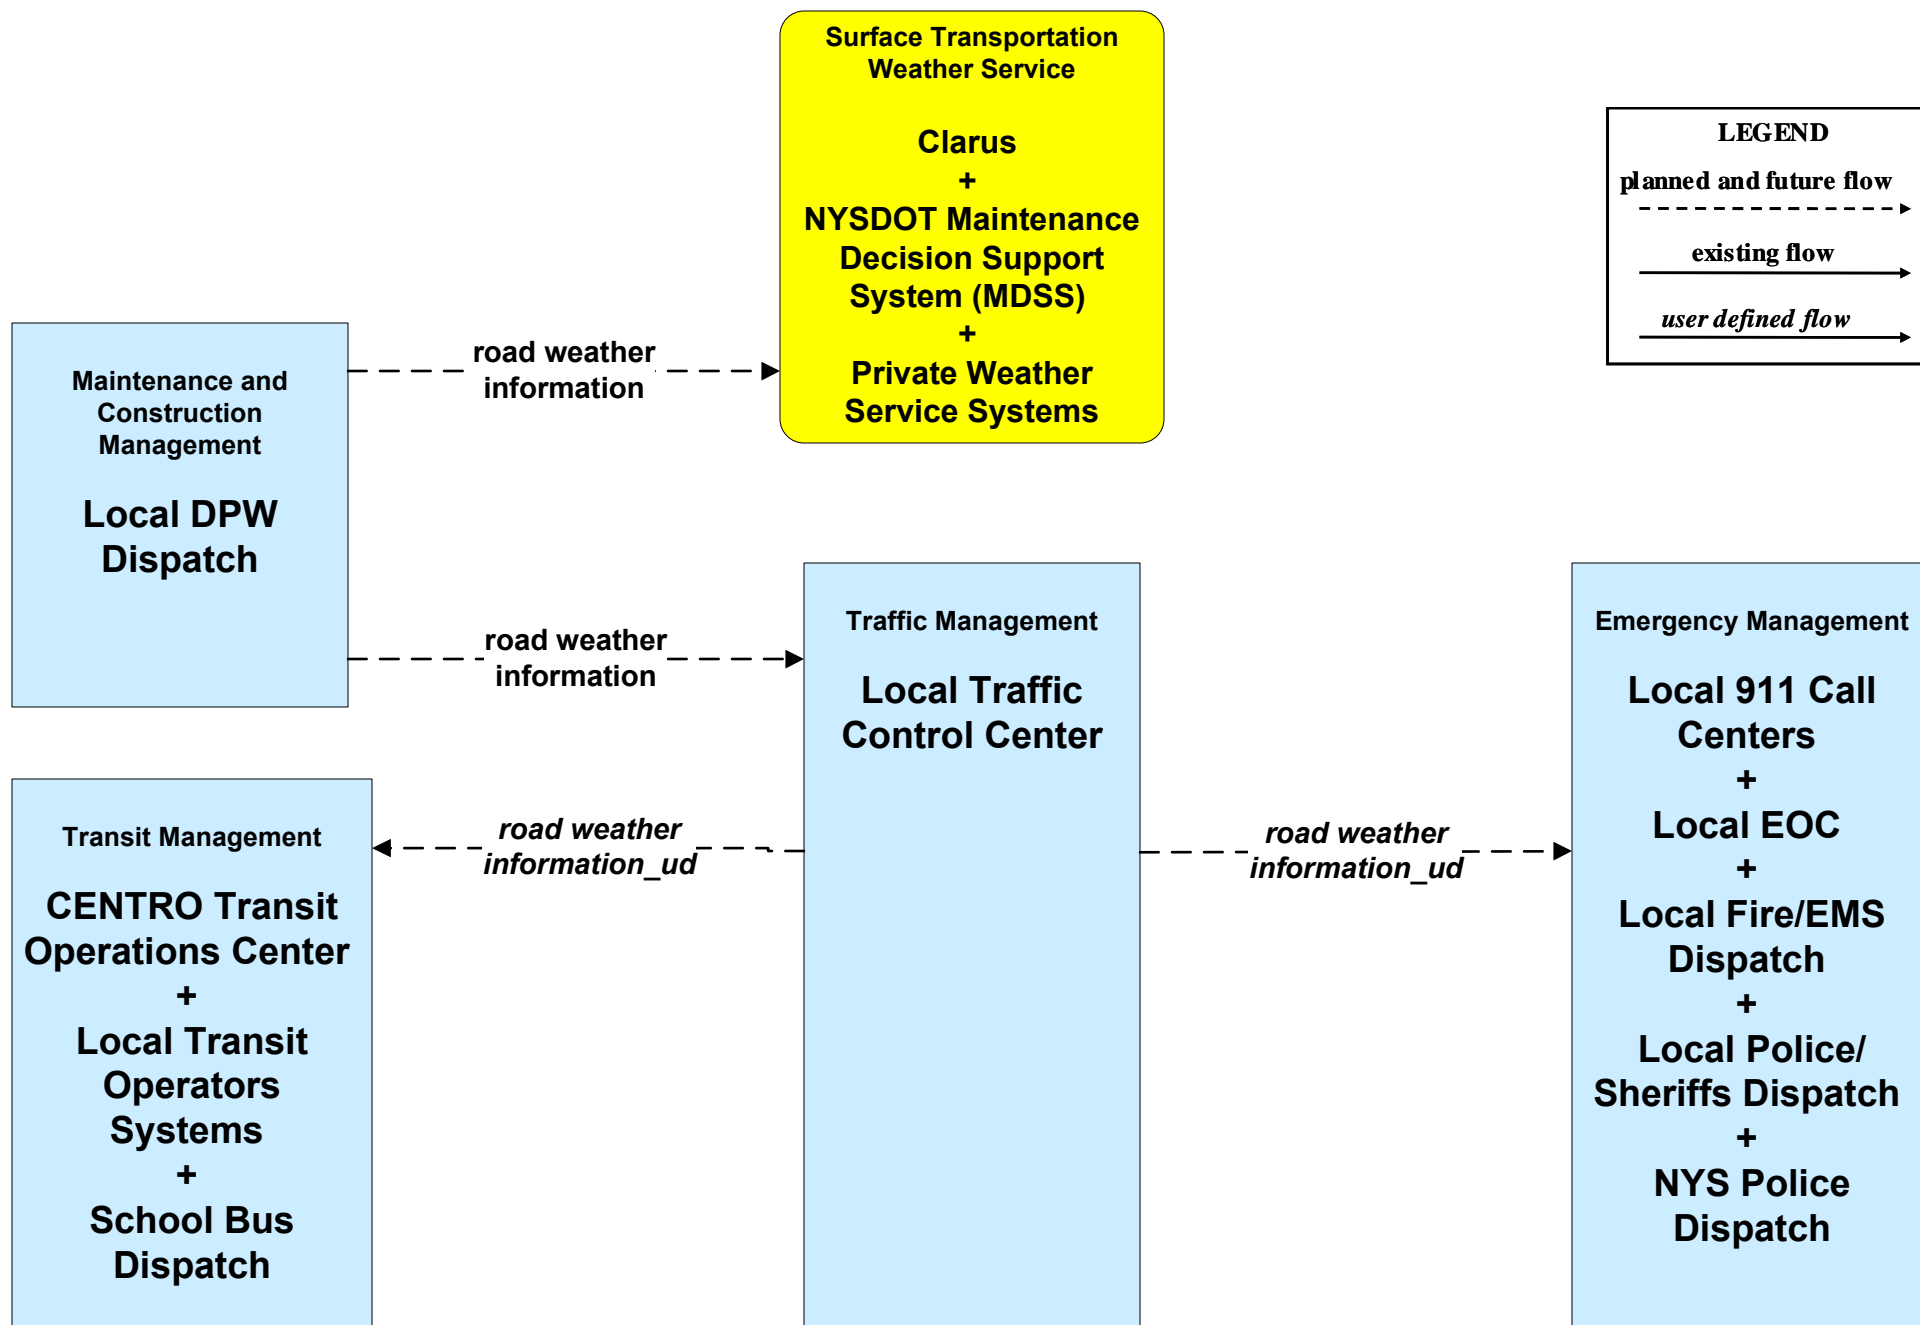 Surface Transportation
Weather Service
Clarus
+
NYSDOT Maintenance
Decision Support
System (MDSS)
+
Private Weather
Service Systems
LEGEND
planned and future flow
existing flow
user defined flow
Maintenance and
Construction
Management
Local DPW
Dispatch
road weather
information
road weather
information
Traffic Management
Local Traffic
Control Center
Emergency Management
Local 911 Call
Centers
+
Local EOC
+
Local Fire/EMS
Dispatch
+
Local Police/
Sheriffs Dispatch
+
NYS Police
Dispatch
Transit Management
CENTRO Transit
Operations Center
+
Local Transit
Operators
Systems
+
School Bus
Dispatch
road weather
information_ud
road weather
information_ud